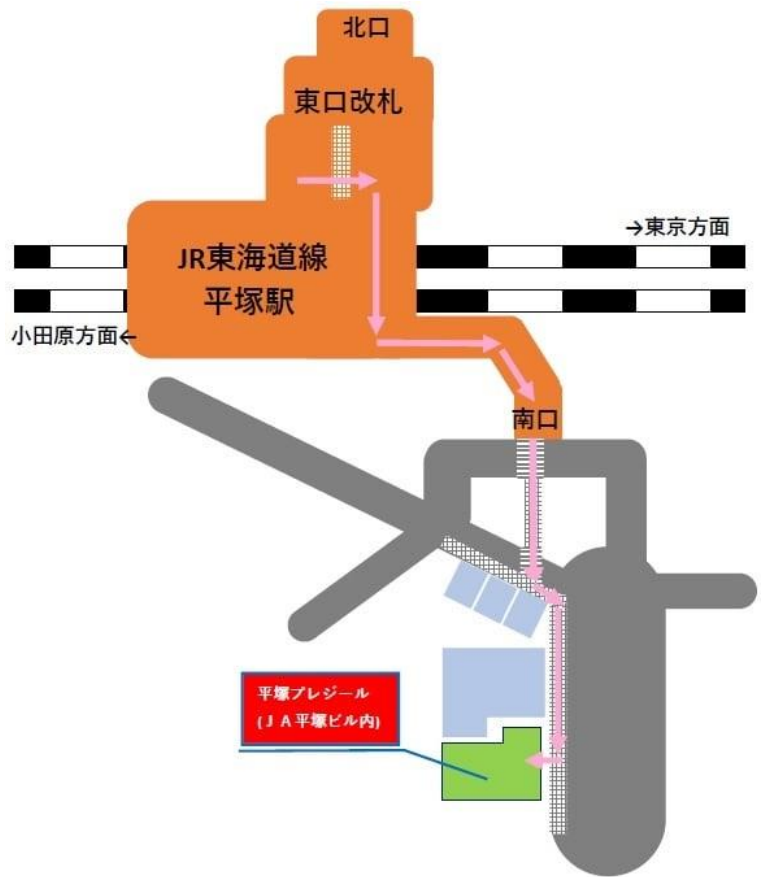 北口
東口改札
→東京方面
JR東海道線
平塚駅
小田原方面←
南口
平塚プレジール
(ＪＡ平塚ビル内)